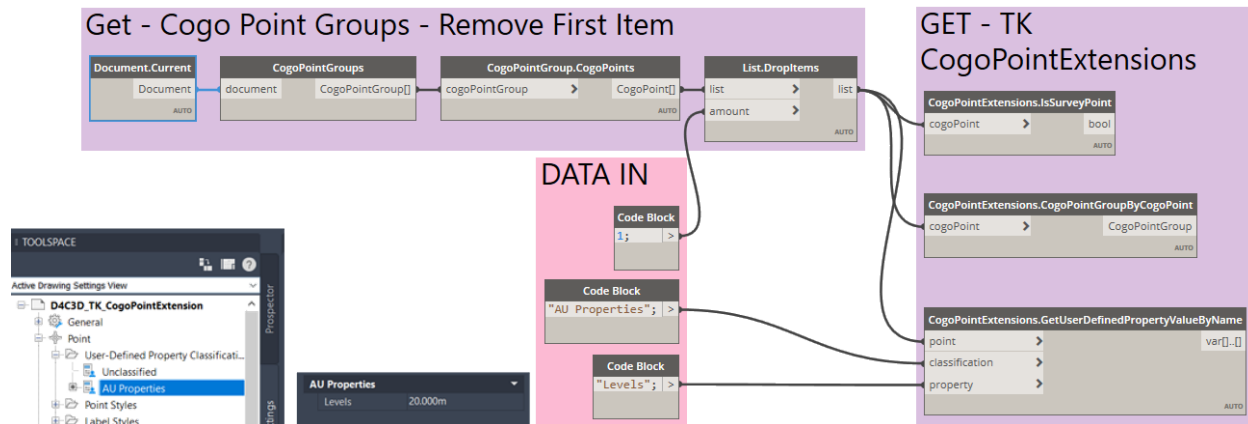 Get - Cogo Point Groups - Remove First Item
Document.Current
Document
AUTO
CogoPointGroups
document CogoPointGroup[]
AUTO
CogoPointGroup.CogoPoints
cogoPointGroup > CogoPoint[]
AUTO
List.DropItems
list > list
amount >
AUTO
GET - TK
CogoPointExtensions
CogoPointExtensions.IsSurveyPoint
cogoPoint > bool
AUTO
CogoPointExtensions.CogoPointGroupByCogoPoint
cogoPoint > CogoPointGroup
AUTO
CogoPointExtensions.GetUserDefinedPropertyValueByName
point > var[]..[]
classification >
property >
AUTO
DATA IN
Code Block
1; >
Code Block
"AU Properties"; >
Code Block
"Levels"; >
TOOLSPACE
Active Drawing Settings View
D4C3D_TK_CogoPointExtension
General
Point
User-Defined Property Classificati...
Unclassified
AU Properties
Point Styles
Label Styles
Prospector
AU Properties
Levels 20.000m